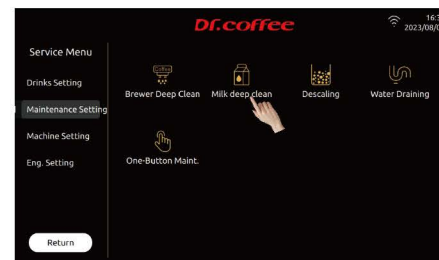 Dr.coffee
16:3
2023/08/0
Service Menu
Drinks Setting
Maintenance Setting
Machine Setting
Eng. Setting
Return
Coffee
Brewer Deep Clean
Milk deep clean
Descaling
Water Draining
One-Button Maint.